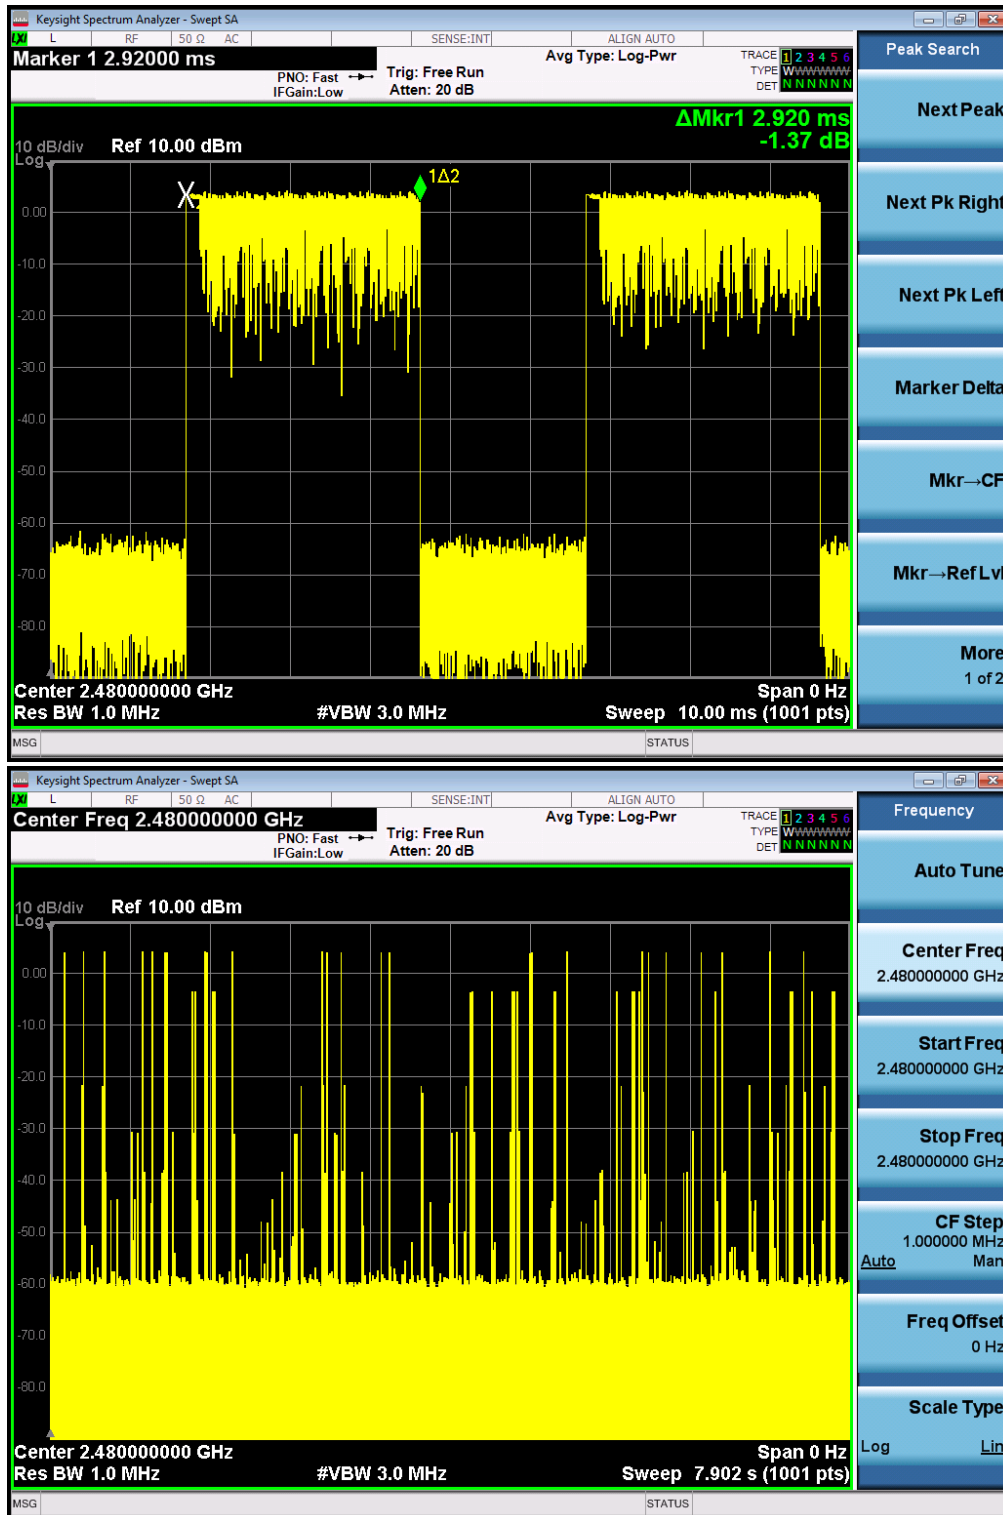 Keysight Spectrum Analyzer - Swept SA
LXI L RF 50 Ω AC SENSE:INT ALIGN AUTO
Marker 1 2.92000 ms
PNO: Fast
IFGain:Low
Trig: Free Run
Atten: 20 dB
Avg Type: Log-Pwr
TRACE 1 2 3 4 5 6
TYPE WWWWWW
DET N N N N N N
ΔMkr1 2.920 ms
-1.37 dB
10 dB/div Ref 10.00 dBm
Log
1Δ2
0.00
-10.0
-20.0
-30.0
-40.0
-50.0
-60.0
-70.0
-80.0
Center 2.480000000 GHz Span 0 Hz
Res BW 1.0 MHz #VBW 3.0 MHz Sweep 10.00 ms (1001 pts)
MSG STATUS
Peak Search
Next Peak
Next Pk Right
Next Pk Left
Marker Delta
Mkr→CF
Mkr→Ref Lvl
More
1 of 2
Keysight Spectrum Analyzer - Swept SA
LXI L RF 50 Ω AC SENSE:INT ALIGN AUTO
Center Freq 2.480000000 GHz
PNO: Fast
IFGain:Low
Trig: Free Run
Atten: 20 dB
Avg Type: Log-Pwr
TRACE 1 2 3 4 5 6
TYPE WWWWWW
DET N N N N N N
10 dB/div Ref 10.00 dBm
Log
0.00
-10.0
-20.0
-30.0
-40.0
-50.0
-60.0
-70.0
-80.0
Center 2.480000000 GHz Span 0 Hz
Res BW 1.0 MHz #VBW 3.0 MHz Sweep 7.902 s (1001 pts)
MSG STATUS
Frequency
Auto Tune
Center Freq
2.480000000 GHz
Start Freq
2.480000000 GHz
Stop Freq
2.480000000 GHz
CF Step
1.000000 MHz
Auto Man
Freq Offset
0 Hz
Scale Type
Log Lin